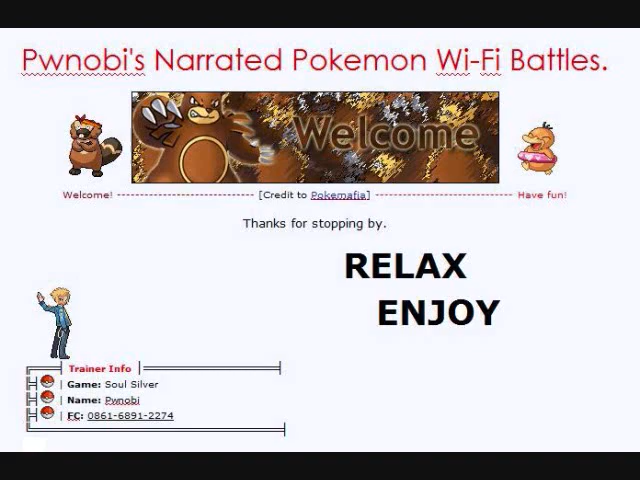 Pwnobi's Narrated Pokemon Wi-Fi Battles.
Welcome
Welcome! ------------------------ [Credit to Pokemafia] ------------------------ Have fun!
Thanks for stopping by.
RELAX
ENJOY
Trainer Info
Game: Soul Silver
Name: Pwnobi
FC: 0861-6891-2274